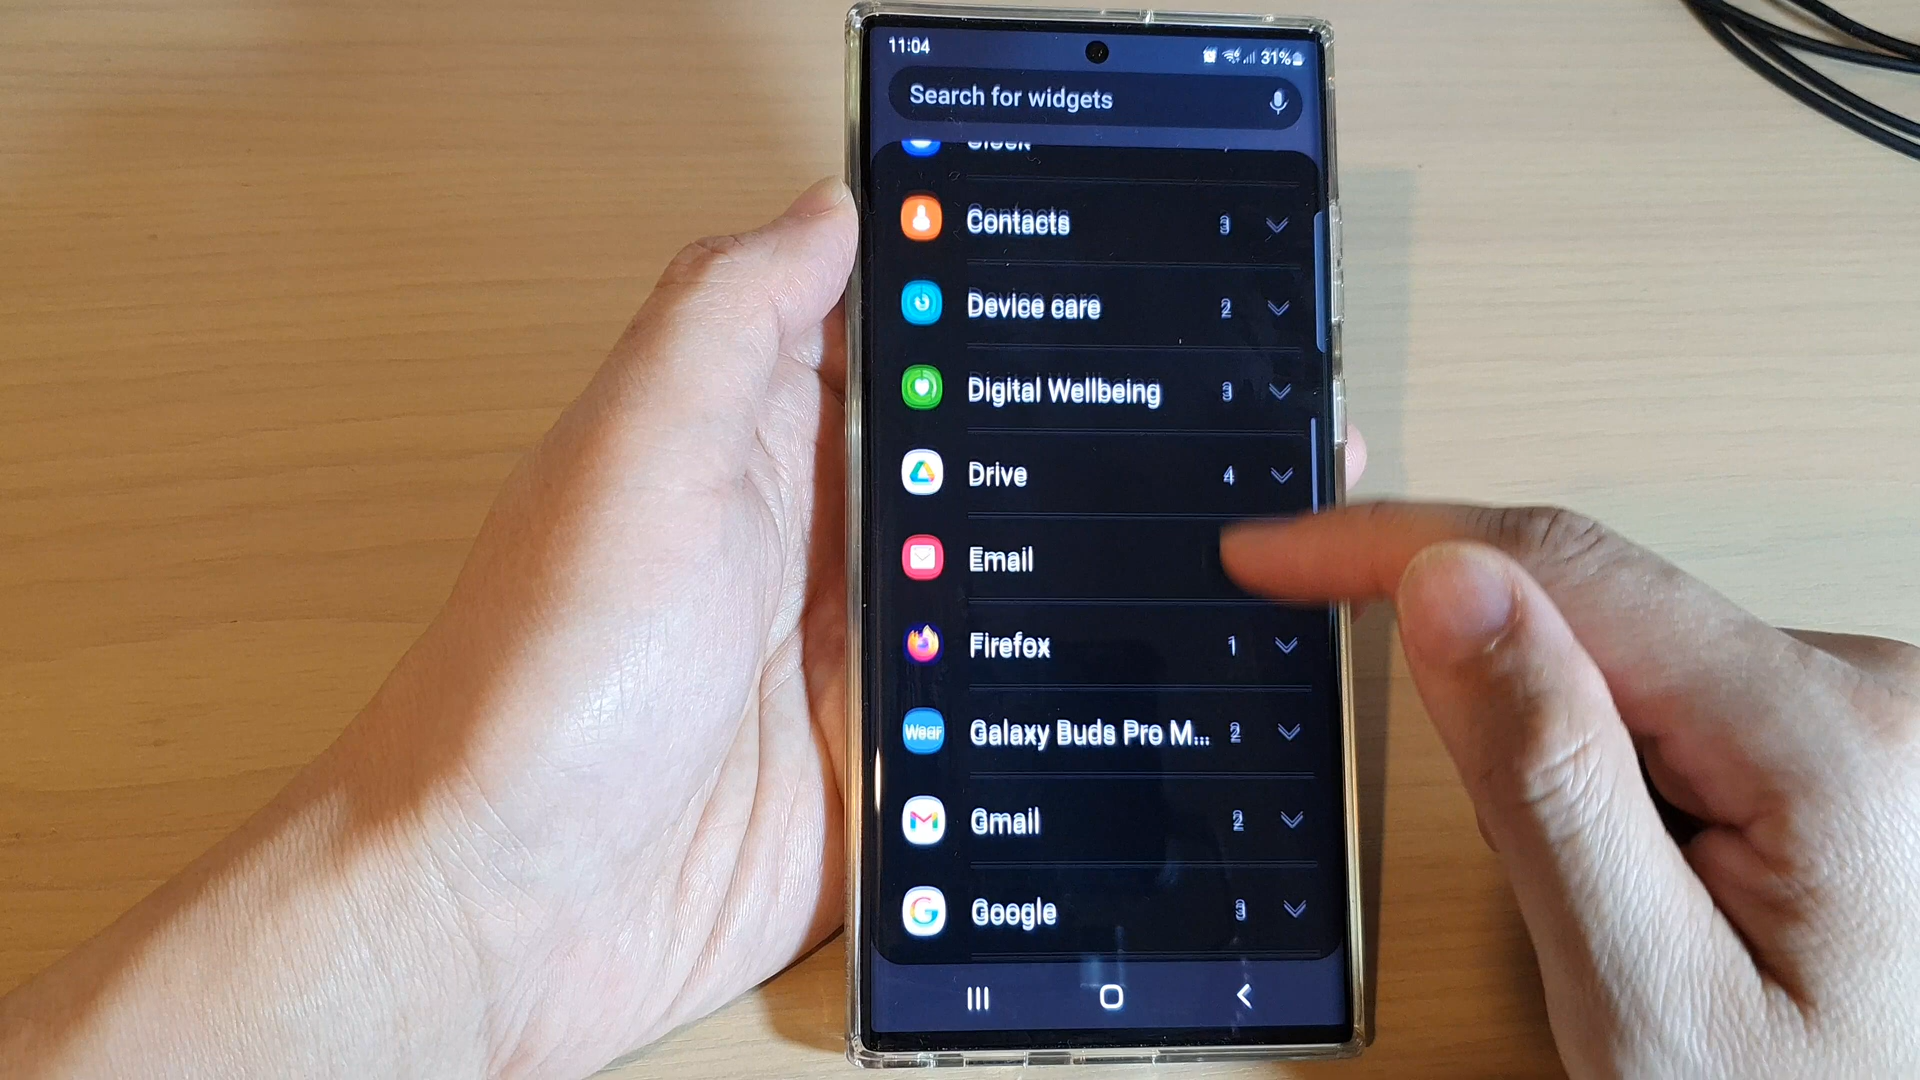 11:04 31%
Search for widgets
Clock
Contacts 3
Device care 2
Digital Wellbeing 3
Drive 4
Email
Firefox 1
Wear Galaxy Buds Pro M... 2
Gmail 2
Google 3